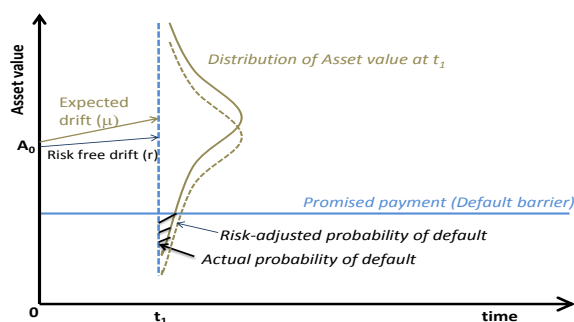 Asset value
Distribution of Asset value at t1
Expected
drift (μ)
A0
Risk free drift (r)
Promised payment (Default barrier)
Risk-adjusted probability of default
Actual probability of default
0
t1
time